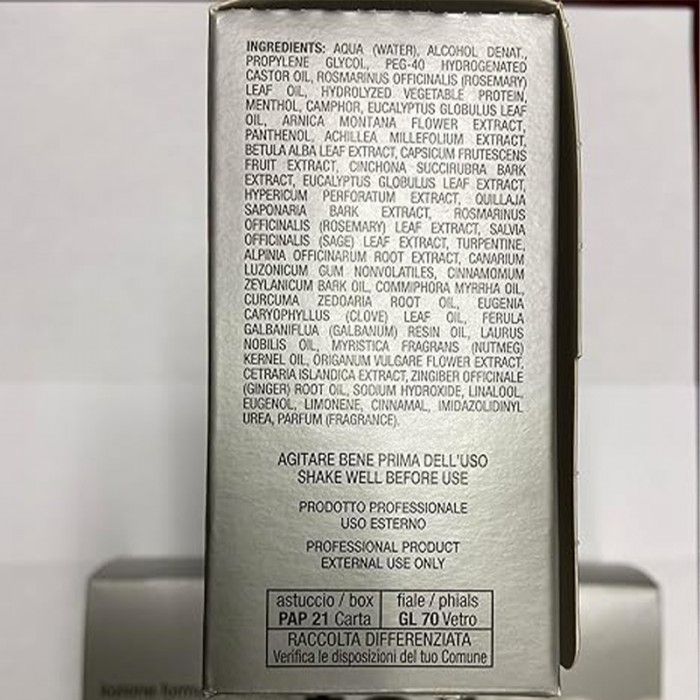 INGREDIENTS: AQUA (WATER), ALCOHOL DENAT.,
PROPYLENE GLYCOL, PEG-40 HYDROGENATED
CASTOR OIL, ROSMARINUS OFFICINALIS (ROSEMARY)
LEAF OIL, HYDROLYZED VEGETABLE PROTEIN,
MENTHOL, CAMPHOR, EUCALYPTUS GLOBULUS LEAF
OIL, ARNICA MONTANA FLOWER EXTRACT,
PANTHENOL, ACHILLEA MILLEFOLIUM EXTRACT,
BETULA ALBA LEAF EXTRACT, CAPSICUM FRUTESCENS
FRUIT EXTRACT, CINCHONA SUCCIRUBRA BARK
EXTRACT, EUCALYPTUS GLOBULUS LEAF EXTRACT,
HYPERICUM PERFORATUM EXTRACT, QUILLAJA
SAPONARIA BARK EXTRACT, ROSMARINUS
OFFICINALIS (ROSEMARY) LEAF EXTRACT, SALVIA
OFFICINALIS (SAGE) LEAF EXTRACT, TURPENTINE,
ALPINIA OFFICINARUM ROOT EXTRACT, CANARIUM
LUZONICUM GUM NONVOLATILES, CINNAMOMUM
ZEYLANICUM BARK OIL, COMMIPHORA MYRRHA OIL,
CURCUMA ZEDOARIA ROOT OIL, EUGENIA
CARYOPHYLLUS (CLOVE) LEAF OIL, FERULA
GALBANIFLUA (GALBANUM) RESIN OIL, LAURUS
NOBILIS OIL, MYRISTICA FRAGRANS (NUTMEG)
KERNEL OIL, ORIGANUM VULGARE FLOWER EXTRACT,
CETRARIA ISLANDICA EXTRACT, ZINGIBER OFFICINALE
(GINGER) ROOT OIL, SODIUM HYDROXIDE, LINALOOL,
EUGENOL, LIMONENE, CINNAMAL, IMIDAZOLIDINYL
UREA, PARFUM (FRAGRANCE).
AGITARE BENE PRIMA DELL'USO
SHAKE WELL BEFORE USE
PRODOTTO PROFESSIONALE
USO ESTERNO
PROFESSIONAL PRODUCT
EXTERNAL USE ONLY
astuccio / box fiale / phials
PAP 21 Carta GL 70 Vetro
RACCOLTA DIFFERENZIATA
Verifica le disposizioni del tuo Comune
lozione